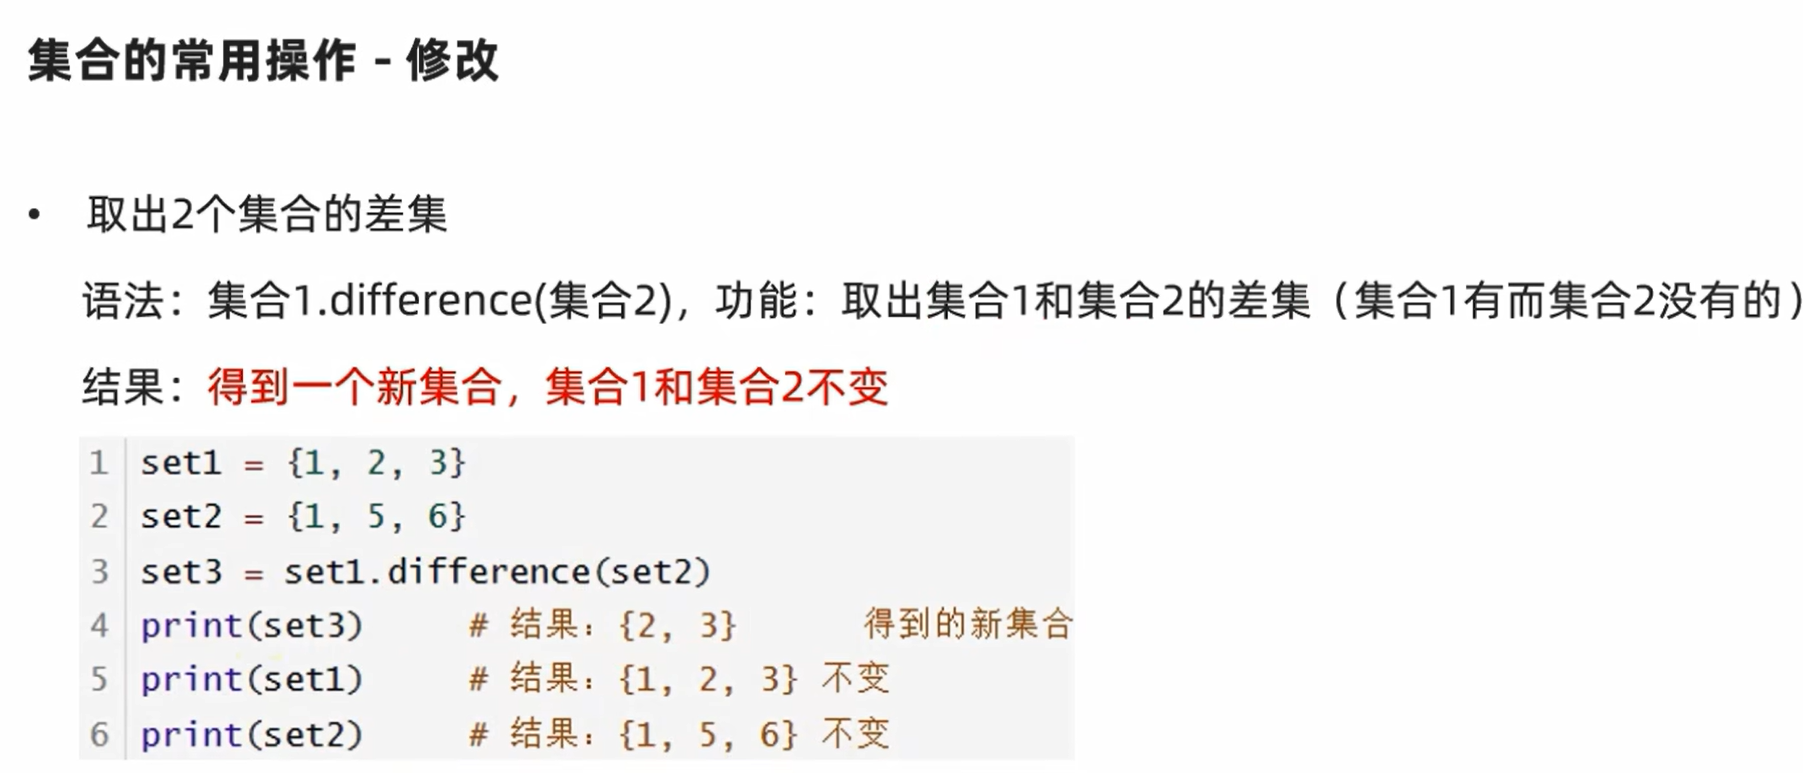 集合的常用操作 - 修改
• 取出2个集合的差集
语法：集合1.difference(集合2)，功能：取出集合1和集合2的差集（集合1有而集合2没有的）
结果：得到一个新集合，集合1和集合2不变
1 set1 = {1, 2, 3}
2 set2 = {1, 5, 6}
3 set3 = set1.difference(set2)
4 print(set3) # 结果：{2, 3} 得到的新集合
5 print(set1) # 结果：{1, 2, 3} 不变
6 print(set2) # 结果：{1, 5, 6} 不变